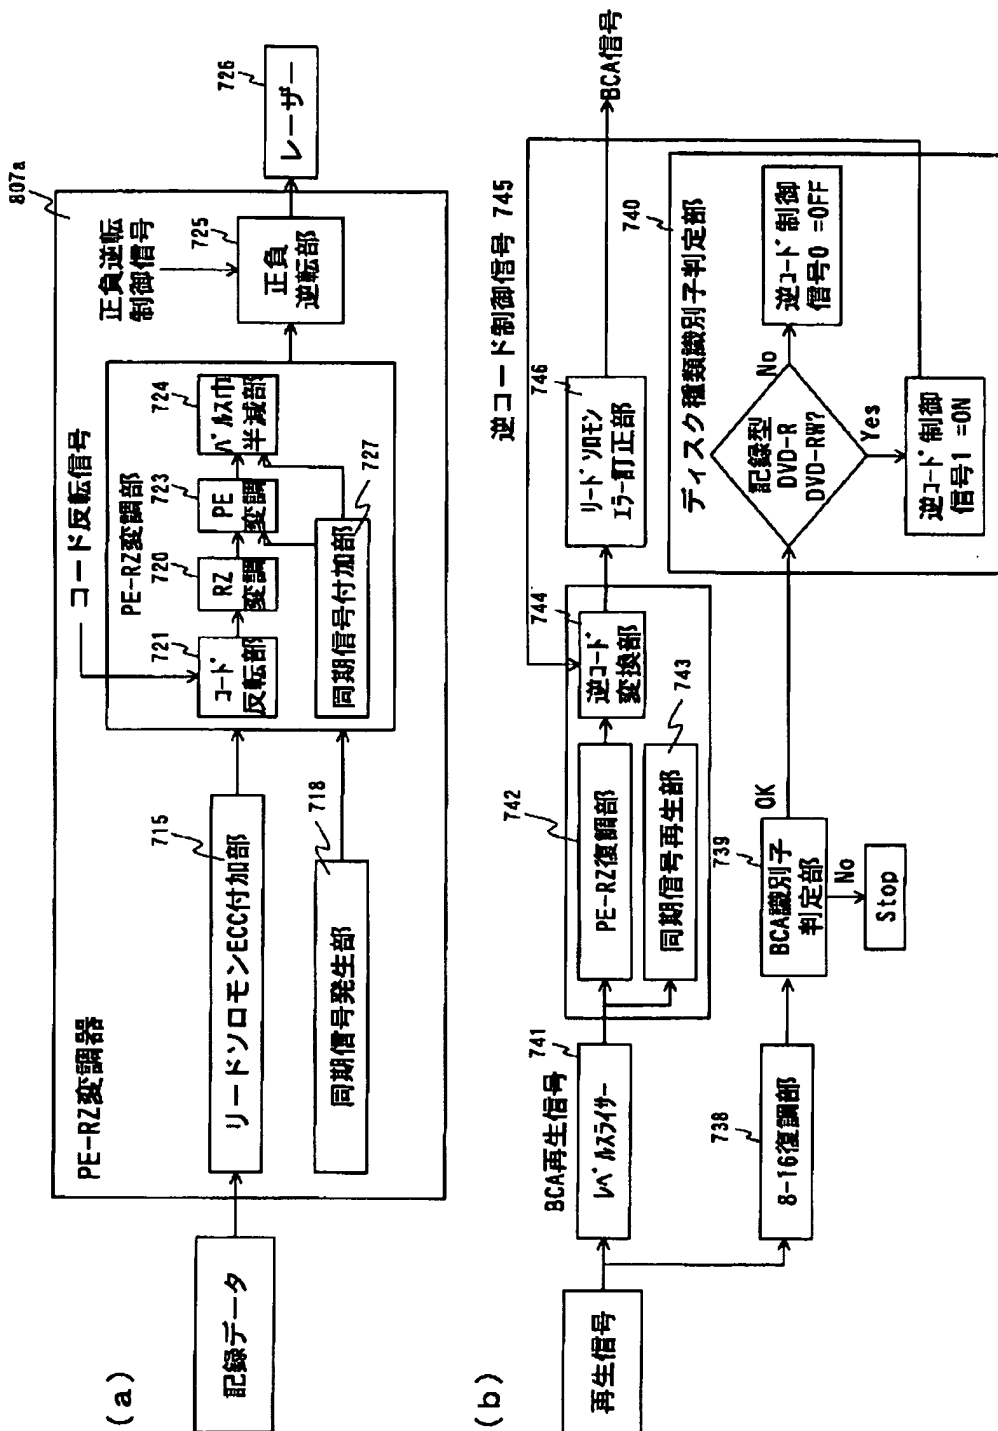 (a)
記録データ
PE-RZ変調器
807a
リードソロモンECC付加部
715
同期信号発生部
718
コード反転信号
PE-RZ変調部
コード
反転部
721
RZ
変調
720
PE
変調
723
パルス巾
半減部
724
同期信号付加部
727
正負逆転
制御信号
正負
逆転部
725
レーザー
726
(b)
再生信号
BCA再生信号
レベルスライサー
741
8-16復調部
738
PE-RZ復調部
742
同期信号再生部
743
逆コード
変換部
744
逆コード制御信号 745
リードソロモン
エラー訂正部
746
BCA信号
BCA識別子
判定部
739
OK
No
Stop
ディスク種類識別子判定部
740
記録型
DVD-R
DVD-RW?
No
逆コード制御
信号0 =OFF
Yes
逆コード制御
信号1 =ON